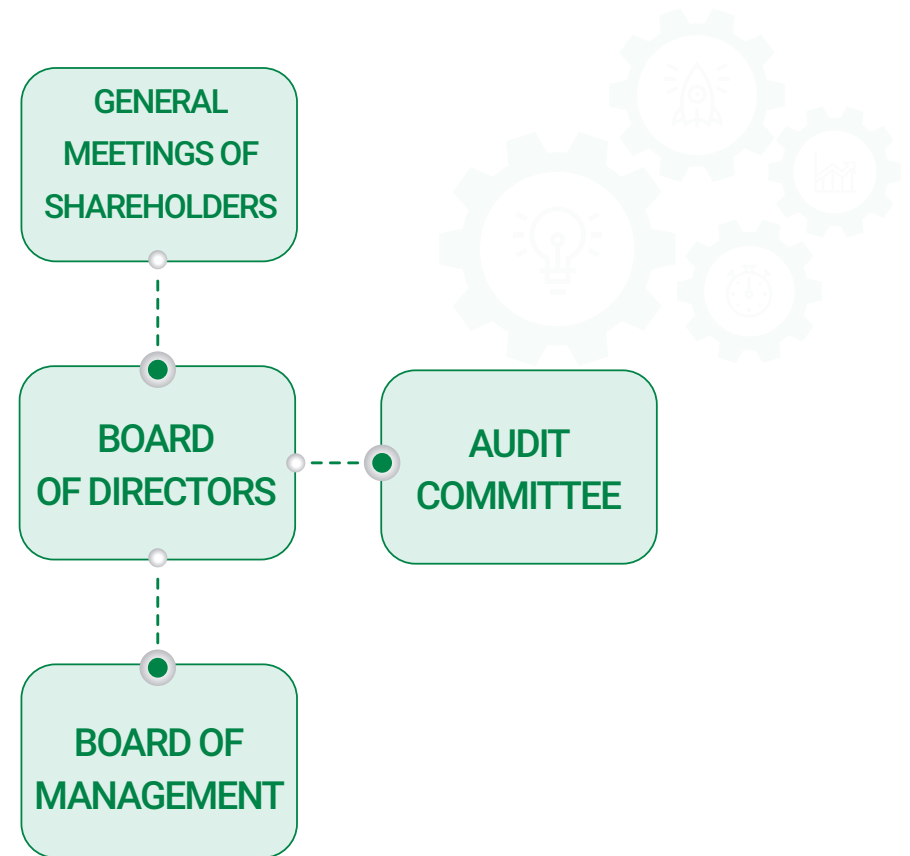 GENERAL
MEETINGS OF
SHAREHOLDERS
BOARD
OF DIRECTORS
AUDIT
COMMITTEE
BOARD OF
MANAGEMENT